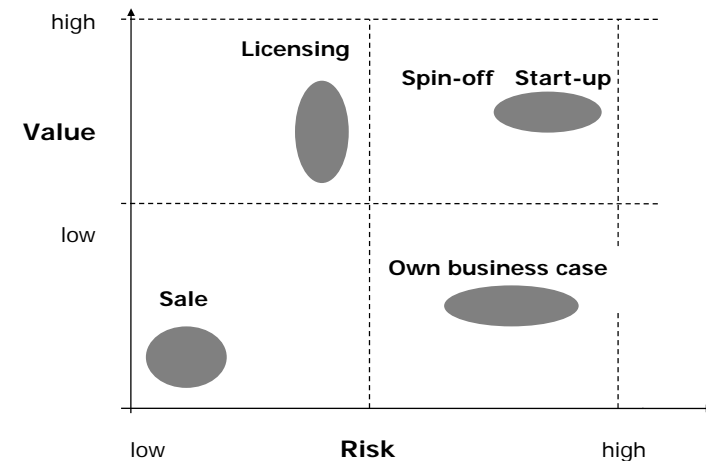 high
Licensing
Spin-off Start-up
Value
low
Own business case
Sale
low Risk high